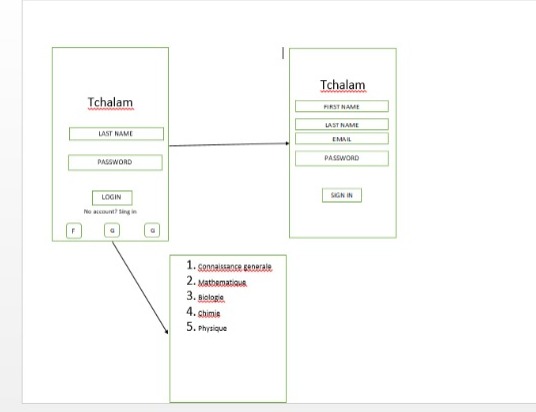 Tchalam
LAST NAME
PASSWORD
LOGIN
No account? Sing in
F
G
G
Tchalam
FIRST NAME
LAST NAME
EMAIL
PASSWORD
SIGN IN
1. Connaissance generale
2. Mathematique
3. Biologie
4. Chimie
5. Physique